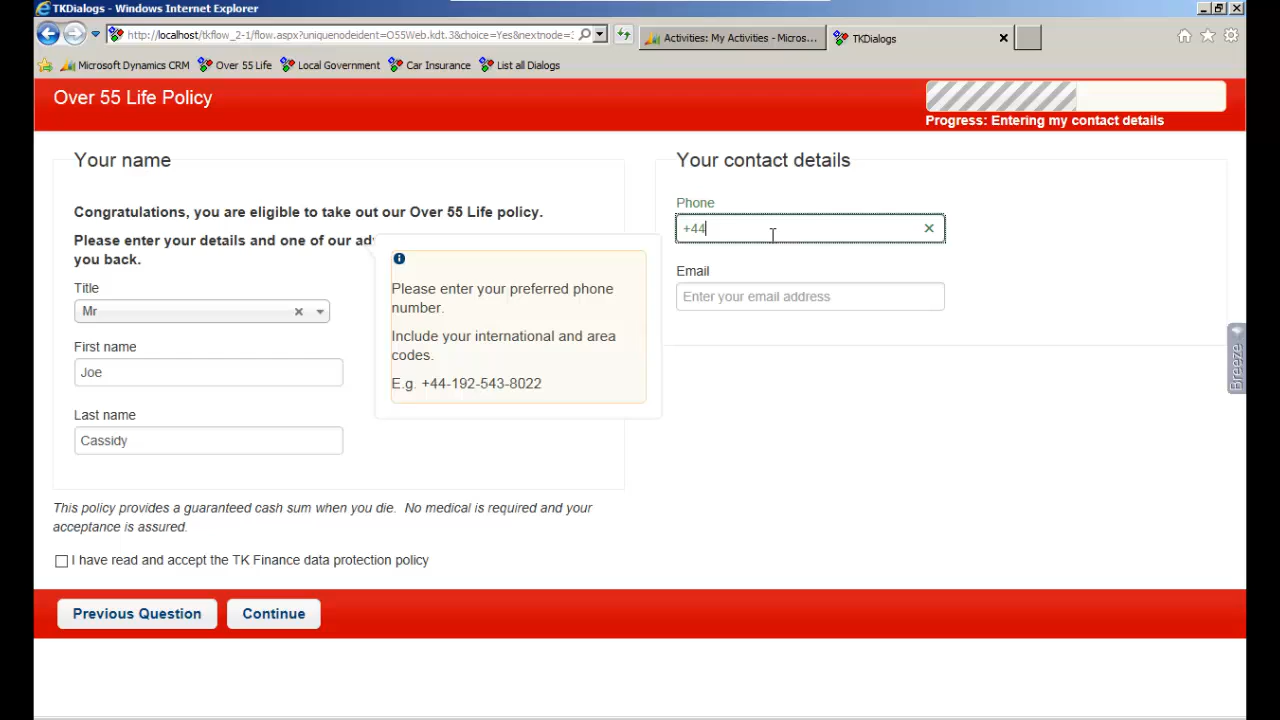 TKDialogs - Windows Internet Explorer
http://localhost/tkflow_2-1/flow.aspx?uniquenodeident=O55Web.kdt.3&choice=Yes&nextnode=:
Activities: My Activities - Micros...
TKDialogs
Microsoft Dynamics CRM
Over 55 Life
Local Government
Car Insurance
List all Dialogs
Over 55 Life Policy
Progress: Entering my contact details
Your name
Congratulations, you are eligible to take out our Over 55 Life policy.
Please enter your details and one of our ad
you back.
Title
Mr
First name
Joe
Last name
Cassidy
Please enter your preferred phone
number.
Include your international and area
codes.
E.g. +44-192-543-8022
Your contact details
Phone
+44
Email
Enter your email address
Breeze
This policy provides a guaranteed cash sum when you die. No medical is required and your
acceptance is assured.
I have read and accept the TK Finance data protection policy
Previous Question
Continue